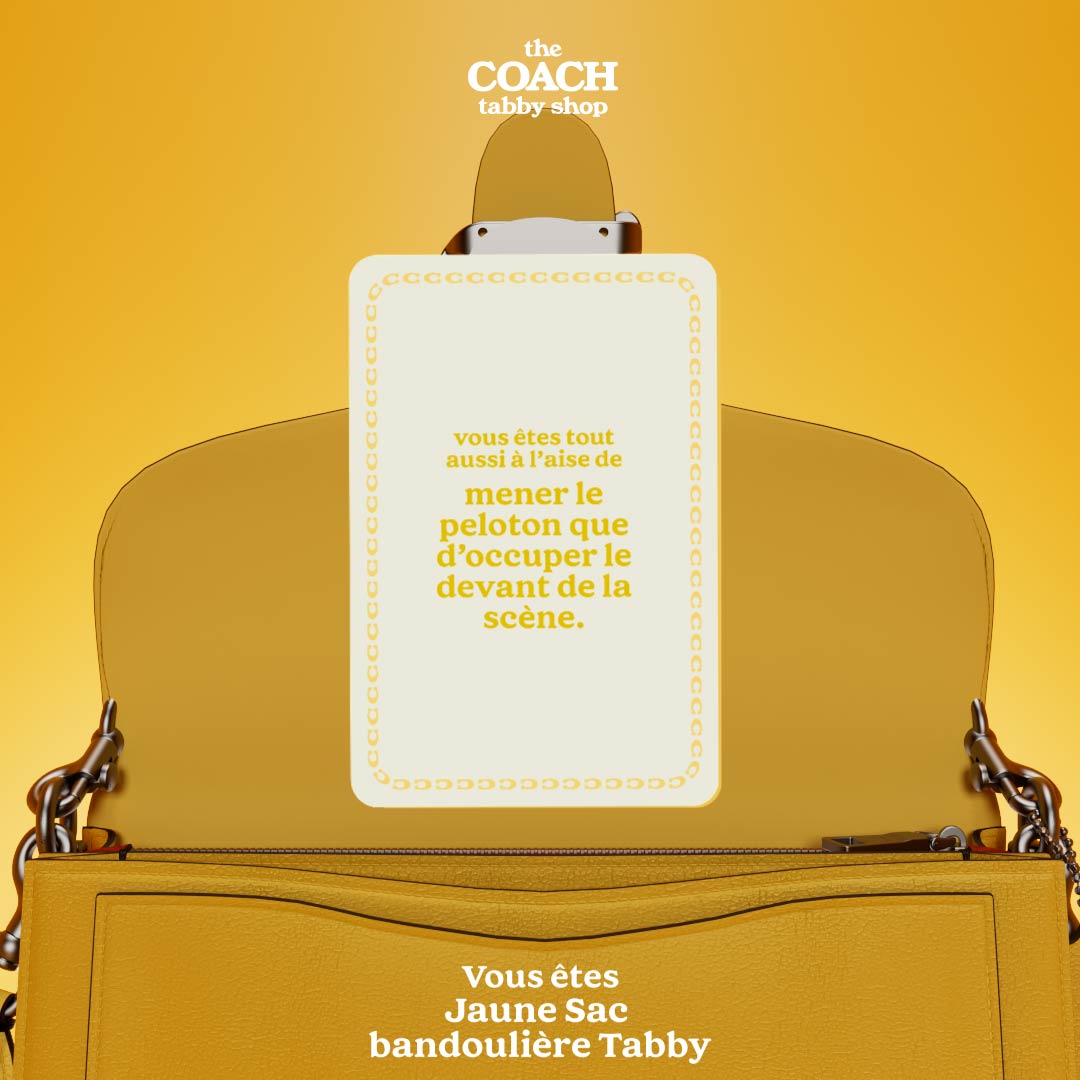 the
COACH
tabby shop
vous êtes tout
aussi à l’aise de
mener le
peloton que
d’occuper le
devant de la
scène.
Vous êtes
Jaune Sac
bandoulière Tabby